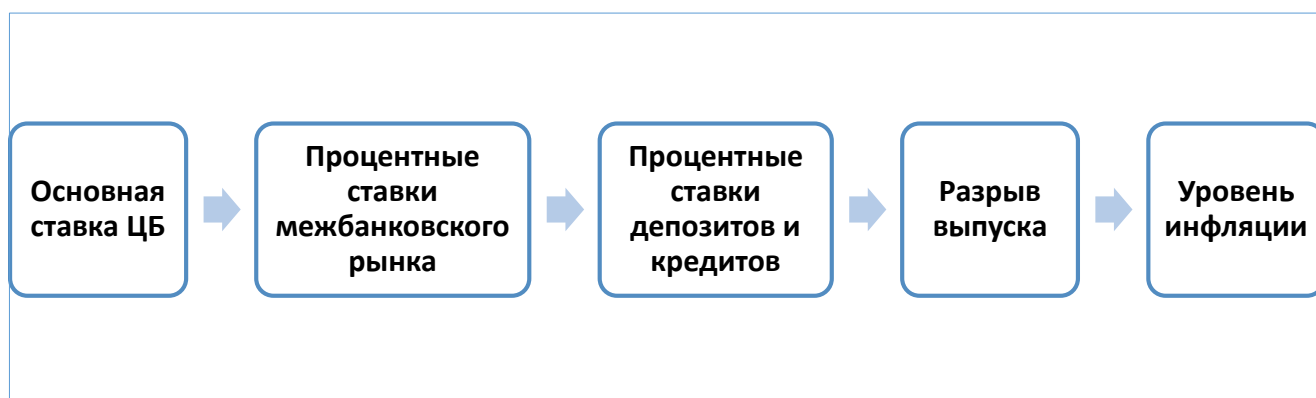 Основная
ставка ЦБ
Процентные
ставки
межбанковского
рынка
Процентные
ставки
депозитов и
кредитов
Разрыв
выпуска
Уровень
инфляции